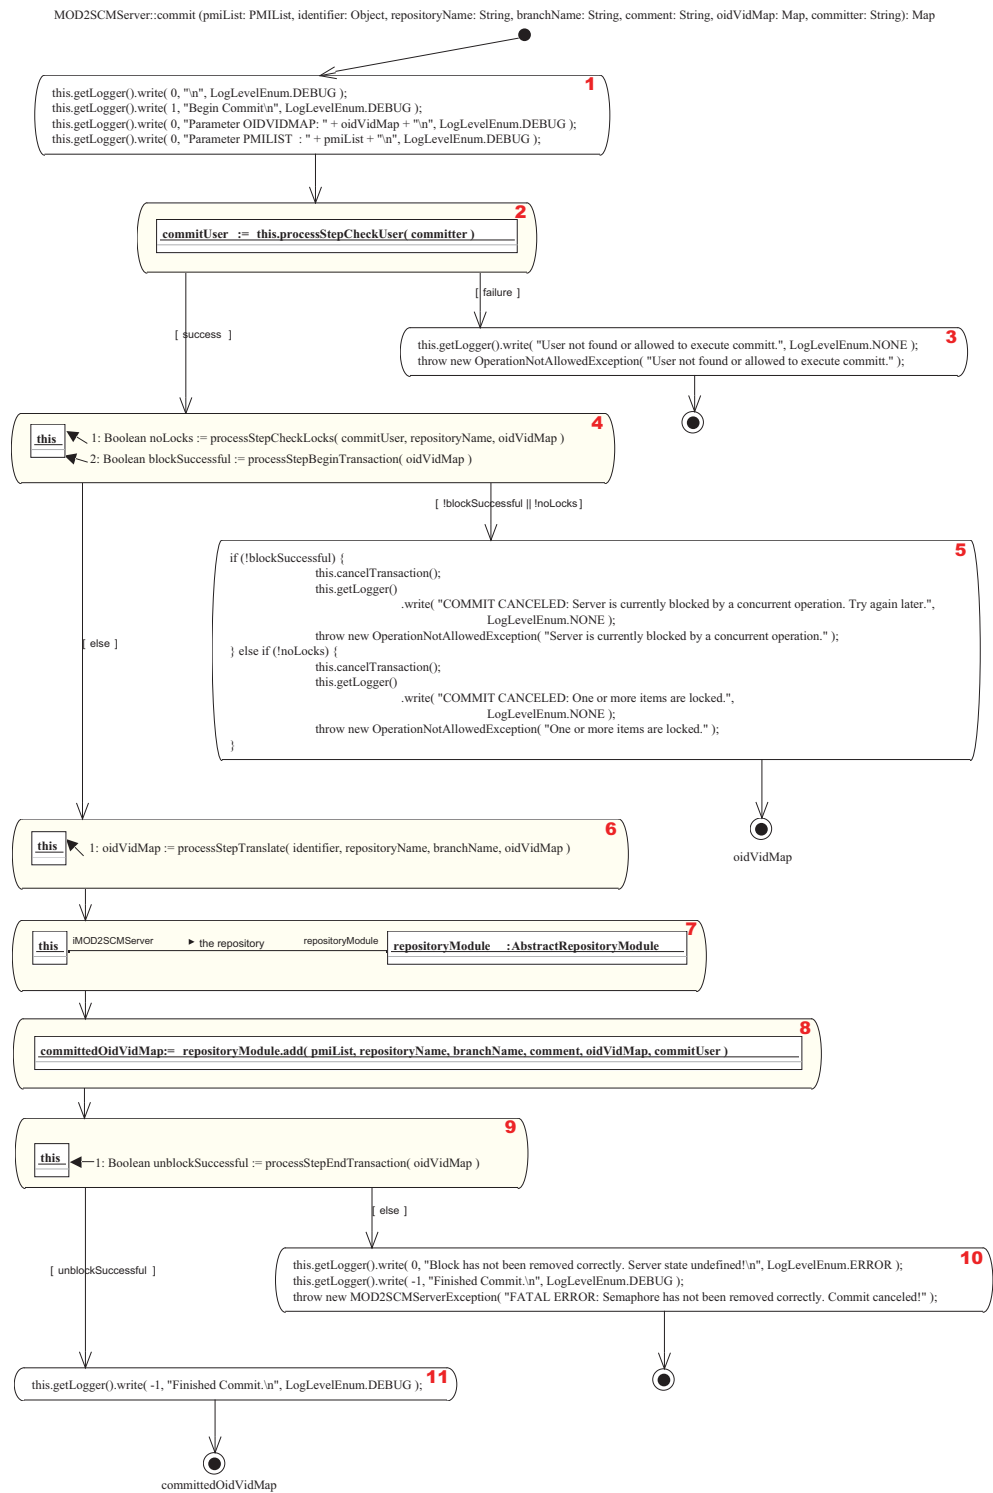 MOD2SCMServer::commit (pmiList: PMIList, identifier: Object, repositoryName: String, branchName: String, comment: String, oidVidMap: Map, committer: String): Map
1
this.getLogger().write( 0, "\n", LogLevelEnum.DEBUG );
this.getLogger().write( 1, "Begin Commit\n", LogLevelEnum.DEBUG );
this.getLogger().write( 0, "Parameter OIDVIDMAP: " + oidVidMap + "\n", LogLevelEnum.DEBUG );
this.getLogger().write( 0, "Parameter PMILIST : " + pmiList + "\n", LogLevelEnum.DEBUG );
2
commitUser := this.processStepCheckUser( committer )
[ failure ]
[ success ]
3
this.getLogger().write( "User not found or allowed to execute committ.", LogLevelEnum.NONE );
throw new OperationNotAllowedException( "User not found or allowed to execute committ." );
4
this
1: Boolean noLocks := processStepCheckLocks( commitUser, repositoryName, oidVidMap )
2: Boolean blockSuccessful := processStepBeginTransaction( oidVidMap )
[ !blockSuccessful || !noLocks ]
5
if (!blockSuccessful) {
this.cancelTransaction();
this.getLogger()
.write( "COMMIT CANCELED: Server is currently blocked by a concurrent operation. Try again later.",
LogLevelEnum.NONE );
throw new OperationNotAllowedException( "Server is currently blocked by a concurrent operation." );
} else if (!noLocks) {
this.cancelTransaction();
this.getLogger()
.write( "COMMIT CANCELED: One or more items are locked.",
LogLevelEnum.NONE );
throw new OperationNotAllowedException( "One or more items are locked." );
}
[ else ]
oidVidMap
6
this
1: oidVidMap := processStepTranslate( identifier, repositoryName, branchName, oidVidMap )
7
this
iMOD2SCMServer
► the repository
repositoryModule
repositoryModule :AbstractRepositoryModule
8
committedOidVidMap:= repositoryModule.add( pmiList, repositoryName, branchName, comment, oidVidMap, commitUser )
9
this
1: Boolean unblockSuccessful := processStepEndTransaction( oidVidMap )
[ else ]
[ unblockSuccessful ]
10
this.getLogger().write( 0, "Block has not been removed correctly. Server state undefined!\n", LogLevelEnum.ERROR );
this.getLogger().write( -1, "Finished Commit.\n", LogLevelEnum.DEBUG );
throw new MOD2SCMServerException( "FATAL ERROR: Semaphore has not been removed correctly. Commit canceled!" );
11
this.getLogger().write( -1, "Finished Commit.\n", LogLevelEnum.DEBUG );
committedOidVidMap